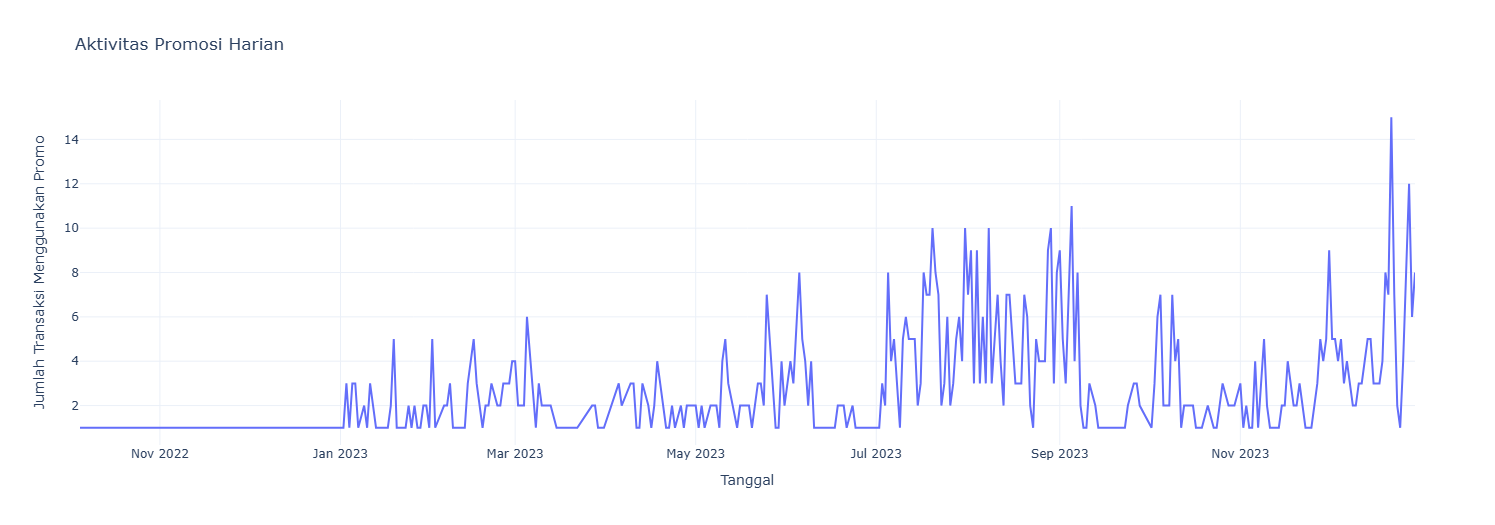 Aktivitas Promosi Harian
Jumlah Transaksi Menggunakan Promo
14
12
10
8
6
4
2
Nov 2022
Jan 2023
Mar 2023
May 2023
Jul 2023
Sep 2023
Nov 2023
Tanggal